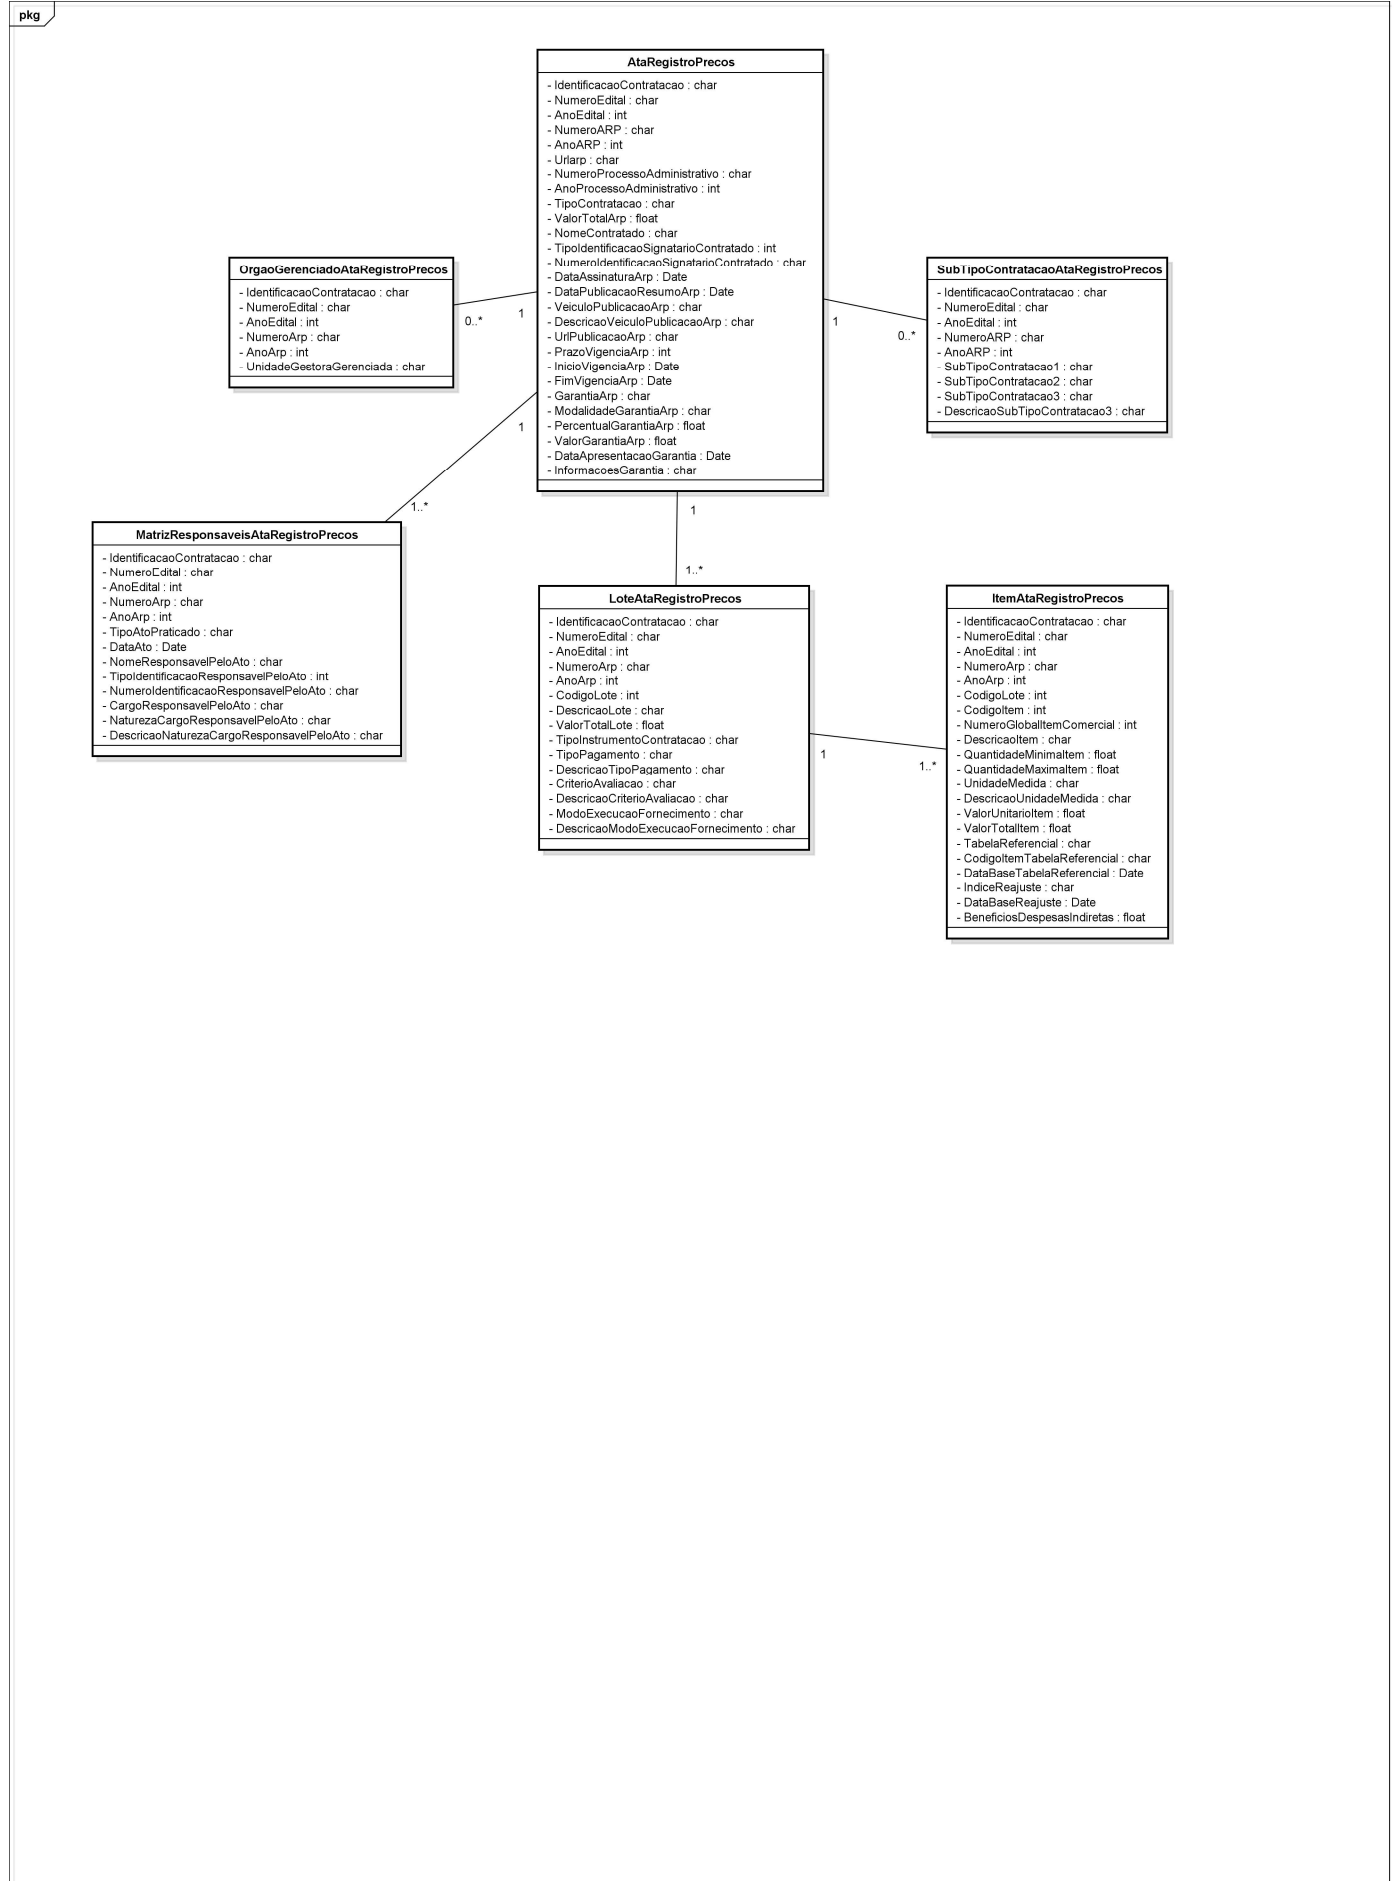 pkg
AtaRegistroPrecos
- IdentificacaoContratacao : char
- NumeroEdital : char
- AnoEdital : int
- NumeroARP : char
- AnoARP : int
- Urlarp : char
- NumeroProcessoAdministrativo : char
- AnoProcessoAdministrativo : int
- TipoContratacao : char
- ValorTotalArp : float
- NomeContratado : char
- TipoIdentificacaoSignatarioContratado : int
- NumeroIdentificacaoSignatarioContratado : char
- DataAssinaturaArp : Date
- DataPublicacaoResumoArp : Date
- VeiculoPublicacaoArp : char
- DescricaoVeiculoPublicacaoArp : char
- UrlPublicacaoArp : char
- PrazoVigenciaArp : int
- InicioVigenciaArp : Date
- FimVigenciaArp : Date
- GarantiaArp : char
- ModalidadeGarantiaArp : char
- PercentualGarantiaArp : float
- ValorGarantiaArp : float
- DataApresentacaoGarantia : Date
- InformacoesGarantia : char
OrgaoGerenciadoAtaRegistroPrecos
- IdentificacaoContratacao : char
- NumeroEdital : char
- AnoEdital : int
- NumeroArp : char
- AnoArp : int
- UnidadeGestoraGerenciada : char
0..*
1
SubTipoContratacaoAtaRegistroPrecos
- IdentificacaoContratacao : char
- NumeroEdital : char
- AnoEdital : int
- NumeroARP : char
- AnoARP : int
- SubTipoContratacao1 : char
- SubTipoContratacao2 : char
- SubTipoContratacao3 : char
- DescricaoSubTipoContratacao3 : char
1
0..*
1
1..*
MatrizResponsaveisAtaRegistroPrecos
- IdentificacaoContratacao : char
- NumeroEdital : char
- AnoEdital : int
- NumeroArp : char
- AnoArp : int
- TipoAtoPraticado : char
- DataAto : Date
- NomeResponsavelPeloAto : char
- TipoIdentificacaoResponsavelPeloAto : int
- NumeroIdentificacaoResponsavelPeloAto : char
- CargoResponsavelPeloAto : char
- NaturezaCargoResponsavelPeloAto : char
- DescricaoNaturezaCargoResponsavelPeloAto : char
1
1..*
LoteAtaRegistroPrecos
- IdentificacaoContratacao : char
- NumeroEdital : char
- AnoEdital : int
- NumeroArp : char
- AnoArp : int
- CodigoLote : int
- DescricaoLote : char
- ValorTotalLote : float
- TipoInstrumentoContratacao : char
- TipoPagamento : char
- DescricaoTipoPagamento : char
- CriterioAvaliacao : char
- DescricaoCriterioAvaliacao : char
- ModoExecucaoFornecimento : char
- DescricaoModoExecucaoFornecimento : char
1
1..*
ItemAtaRegistroPrecos
- IdentificacaoContratacao : char
- NumeroEdital : char
- AnoEdital : int
- NumeroArp : char
- AnoArp : int
- CodigoLote : int
- CodigoItem : int
- NumeroGlobalItemComercial : int
- DescricaoItem : char
- QuantidadeMinimaItem : float
- QuantidadeMaximaItem : float
- UnidadeMedida : char
- DescricaoUnidadeMedida : char
- ValorUnitarioItem : float
- ValorTotalItem : float
- TabelaReferencial : char
- CodigoItemTabelaReferencial : char
- DataBaseTabelaReferencial : Date
- IndiceReajuste : char
- DataBaseReajuste : Date
- BeneficiosDespesasIndiretas : float